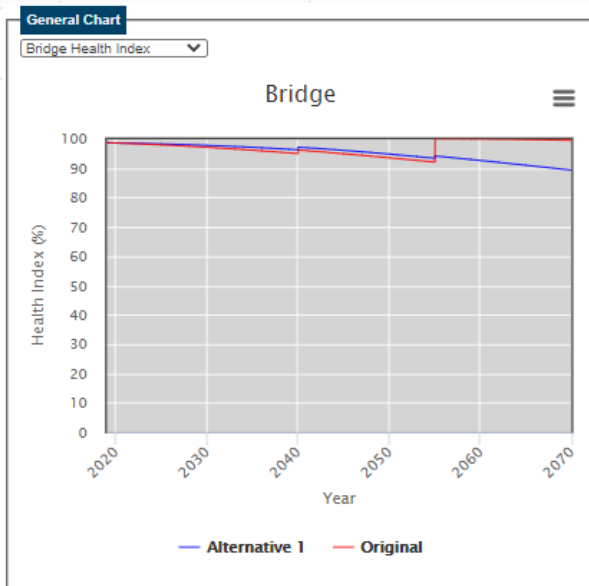 General Chart
Bridge Health Index
Bridge
Health Index (%)
100
90
80
70
60
50
40
30
20
10
0
2020 2030 2040 2050 2060 2070
Year
Alternative 1 Original